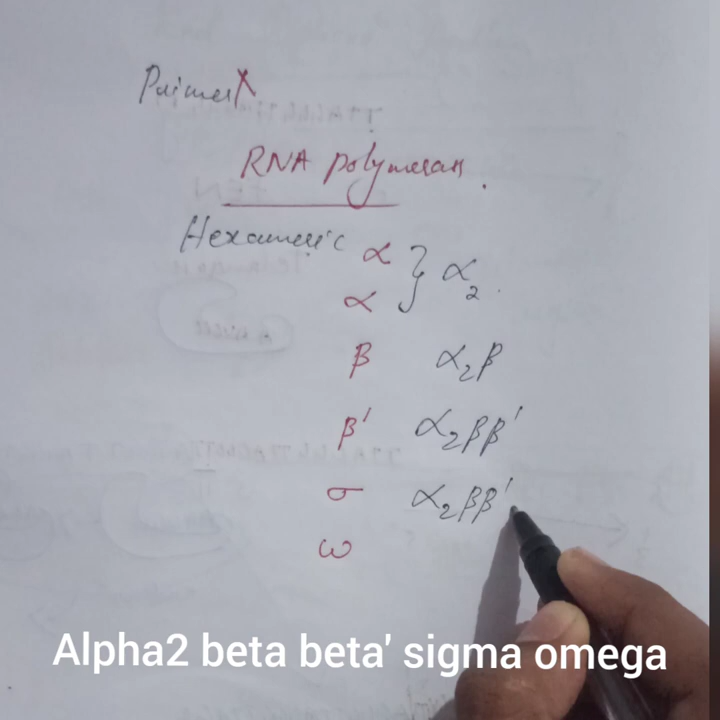 Primer X
RNA polymerase.
Hexameric α } α₂
α
β α₂β
β' α₂ββ'
σ α₂ββ'
ω
Alpha2 beta beta' sigma omega